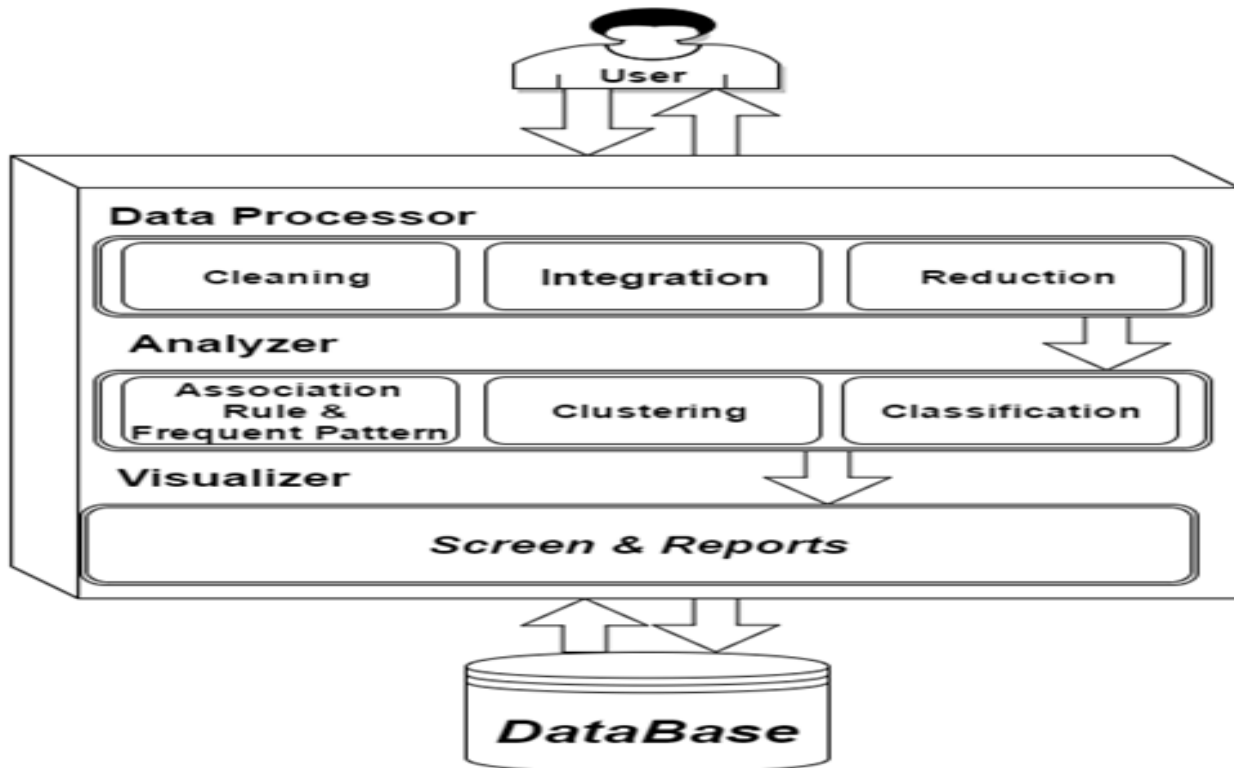 User
Data Processor
Cleaning
Integration
Reduction
Analyzer
Association
Rule &
Frequent Pattern
Clustering
Classification
Visualizer
Screen & Reports
DataBase